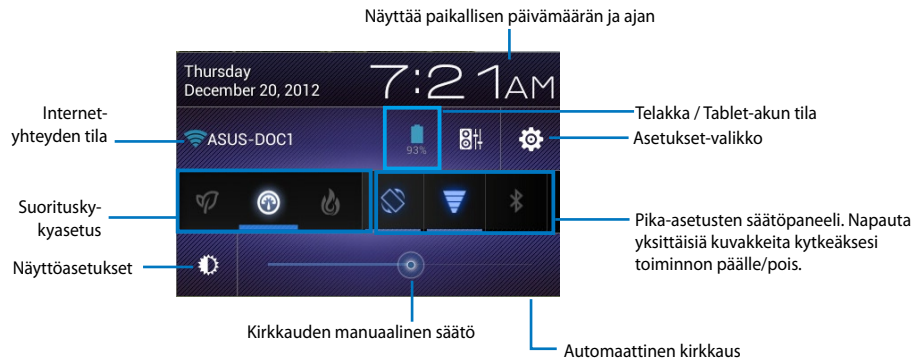 Näyttää paikallisen päivämäärän ja ajan
Thursday
December 20, 2012
7:21AM
Internet-
yhteyden tila
ASUS-DOC1
93%
Telakka / Tablet-akun tila
Asetukset-valikko
Suoritusky-
kyasetus
Pika-asetusten säätöpaneeli. Napauta
yksittäisiä kuvakkeita kytkeäksesi
toiminnon päälle/pois.
Näyttöasetukset
Kirkkauden manuaalinen säätö
Automaattinen kirkkaus